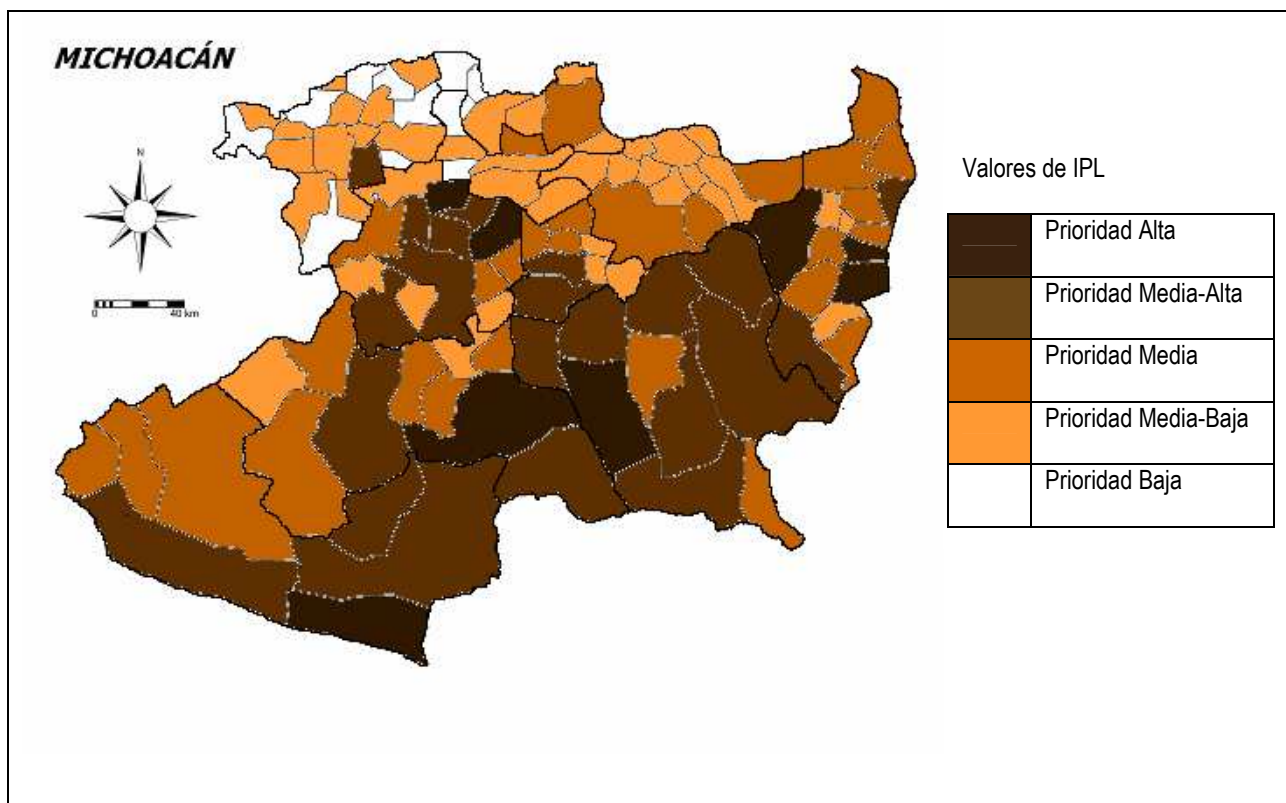 MICHOACÁN
N
0 40 km
Valores de IPL
Prioridad Alta
Prioridad Media-Alta
Prioridad Media
Prioridad Media-Baja
Prioridad Baja